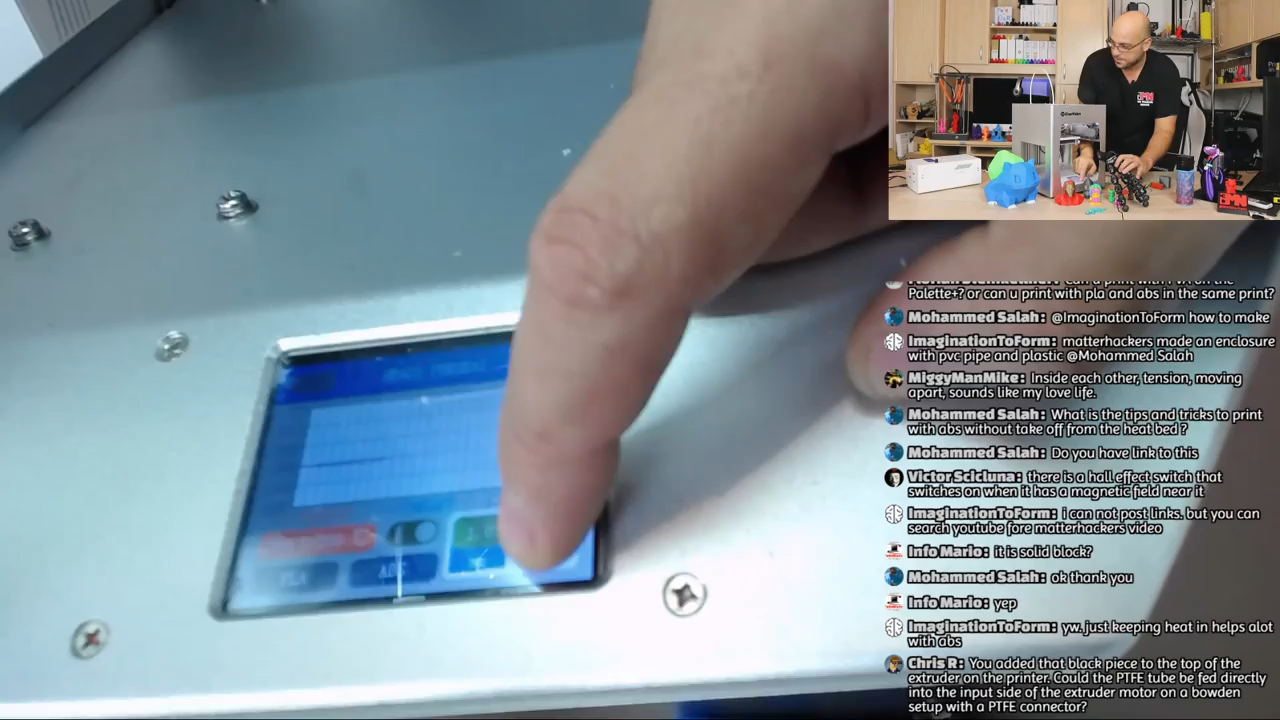 Palette+? or can u print with pla and abs in the same print?
Mohammed Salah: @ImaginationToForm how to make
ImaginationToForm: matterhackers made an enclosure
with pvc pipe and plastic @Mohammed Salah
MiggyManMike: Inside each other, tension, moving
apart, sounds like my love life.
Mohammed Salah: What is the tips and tricks to print
with abs without take off from the heat bed ?
Mohammed Salah: Do you have link to this
Victor Scicluna: there is a hall effect switch that
switches on when it has a magnetic field near it
ImaginationToForm: i can not post links. but you can
search youtube fore matterhackers video
Info Mario: it is solid block?
Mohammed Salah: ok thank you
Info Mario: yep
ImaginationToForm: yw. just keeping heat in helps alot
with abs
Chris R: You added that black piece to the top of the
extruder on the printer. Could the PTFE tube be fed directly
into the input side of the extruder motor on a bowden
setup with a PTFE connector?
PLA
ABS